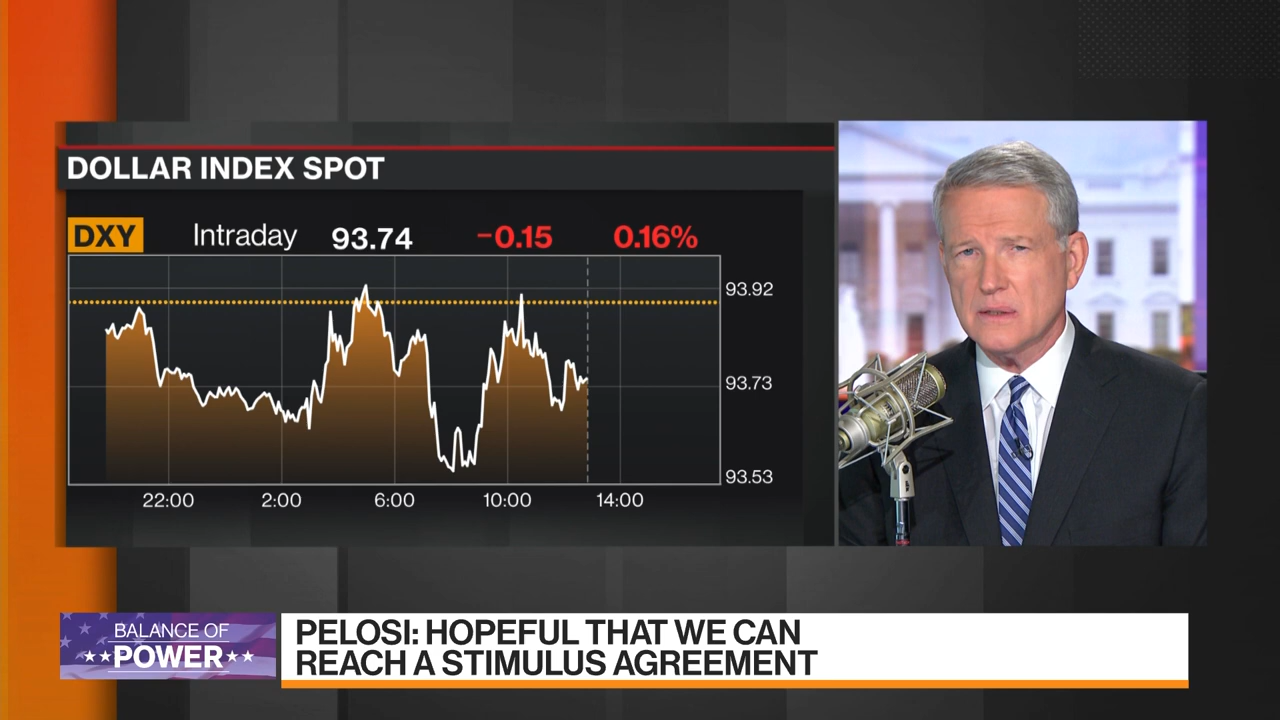 DOLLAR INDEX SPOT
DXY Intraday 93.74 −0.15 0.16%
93.92
93.73
93.53
22:00 2:00 6:00 10:00 14:00
BALANCE OF
★★POWER★★
PELOSI: HOPEFUL THAT WE CAN
REACH A STIMULUS AGREEMENT